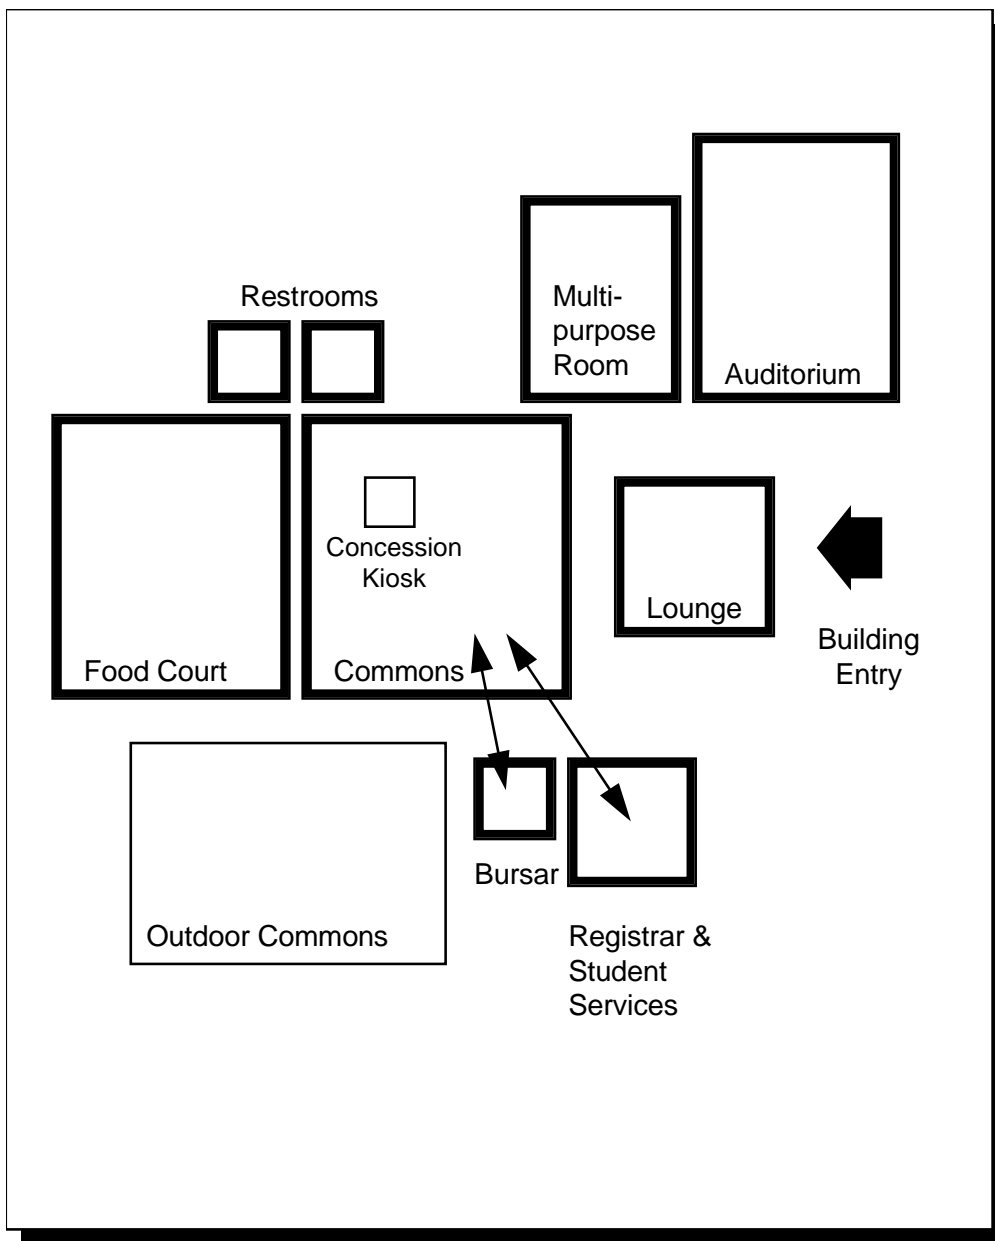 Restrooms
Multi-
purpose
Room
Auditorium
Concession
Kiosk
Lounge
Building
Entry
Food Court
Commons
Bursar
Outdoor Commons
Registrar &
Student
Services